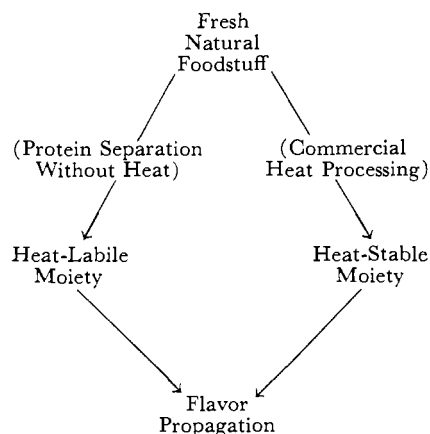 Fresh
Natural
Foodstuff
(Protein Separation
Without Heat)
(Commercial
Heat Processing)
Heat-Labile
Moiety
Heat-Stable
Moiety
Flavor
Propagation